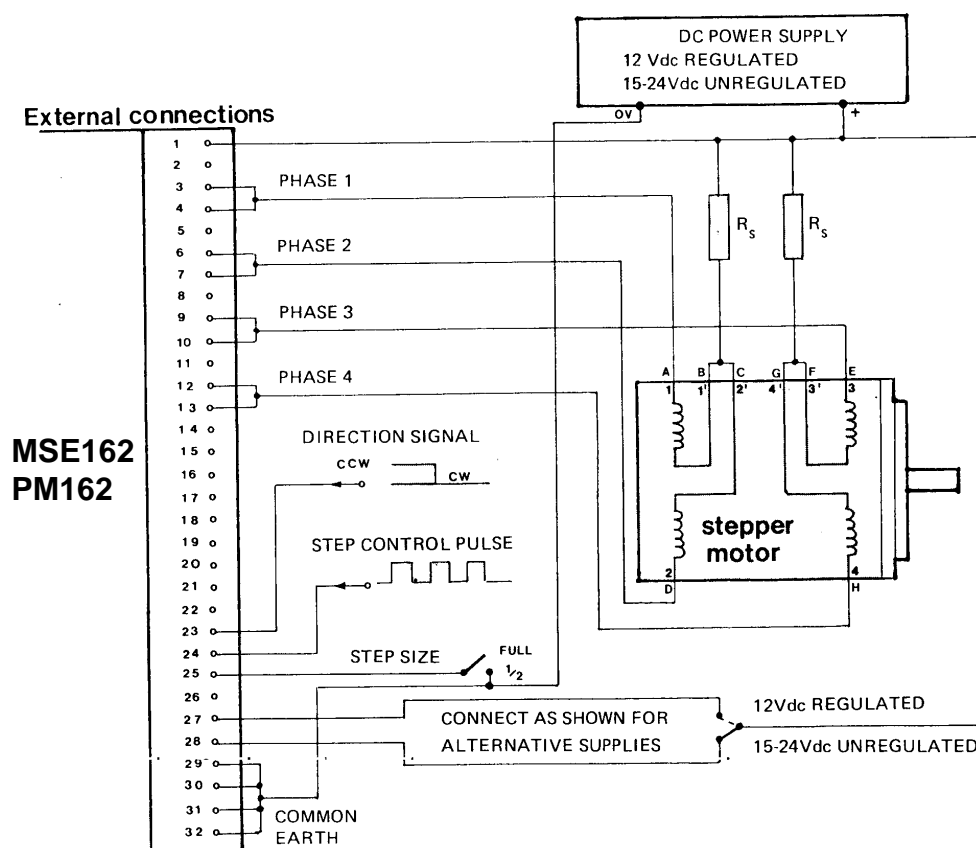 DC POWER SUPPLY
12 Vdc REGULATED
15-24Vdc UNREGULATED
OV +
External connections
1
2
3
4
5
6
7
8
9
10
11
12
13
14
15
16
17
18
19
20
21
22
23
24
25
26
27
28
29
30
31
32
PHASE 1
PHASE 2
PHASE 3
PHASE 4
RS RS
A B C G F E
1 1' 2' 4' 3' 3
MSE162
PM162
DIRECTION SIGNAL
CCW
CW
STEP CONTROL PULSE
stepper
motor
2 4
D H
STEP SIZE
FULL
1/2
CONNECT AS SHOWN FOR
ALTERNATIVE SUPPLIES
12Vdc REGULATED
15-24Vdc UNREGULATED
COMMON
EARTH